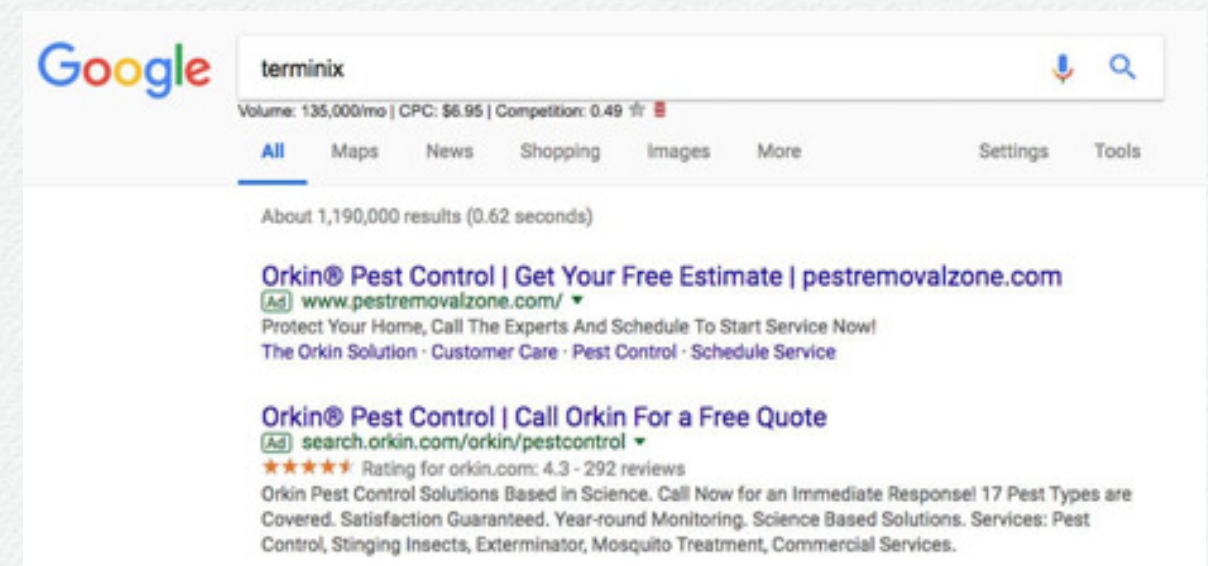 Google
terminix
Volume: 135,000/mo | CPC: $6.95 | Competition: 0.49
All Maps News Shopping Images More Settings Tools
About 1,190,000 results (0.62 seconds)
Orkin® Pest Control | Get Your Free Estimate | pestremovalzone.com
Ad www.pestremovalzone.com/
Protect Your Home, Call The Experts And Schedule To Start Service Now!
The Orkin Solution · Customer Care · Pest Control · Schedule Service
Orkin® Pest Control | Call Orkin For a Free Quote
Ad search.orkin.com/orkin/pestcontrol
Rating for orkin.com: 4.3 - 292 reviews
Orkin Pest Control Solutions Based in Science. Call Now for an Immediate Response! 17 Pest Types are
Covered. Satisfaction Guaranteed. Year-round Monitoring. Science Based Solutions. Services: Pest
Control, Stinging Insects, Exterminator, Mosquito Treatment, Commercial Services.